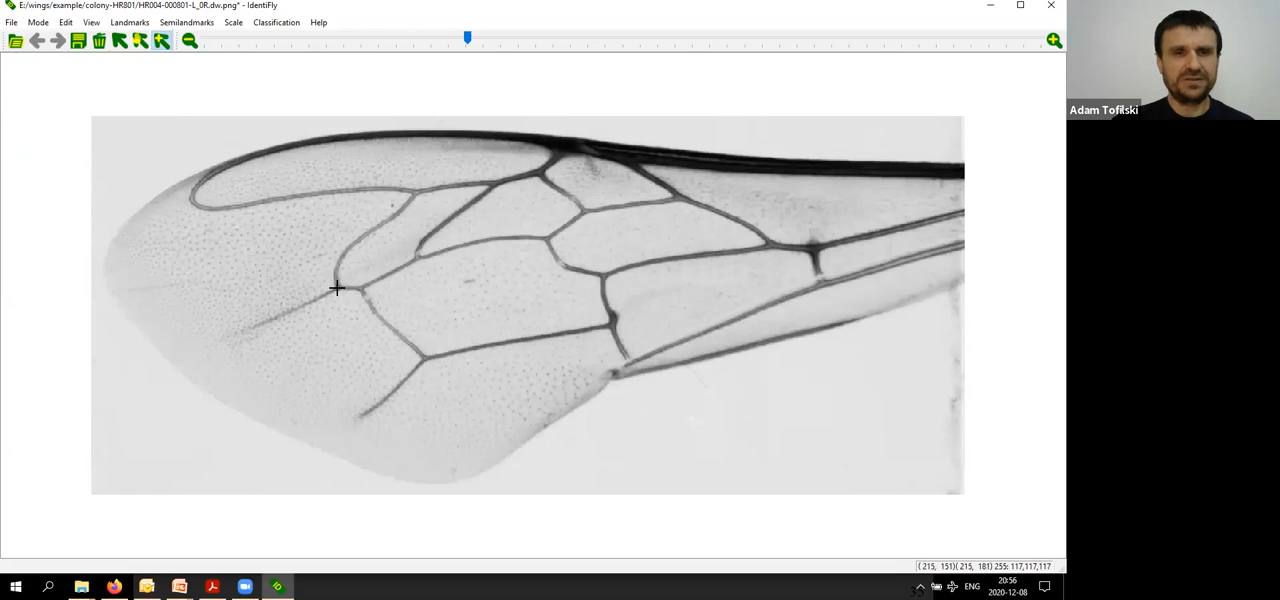 E:/wings/example/colony-HR801/HR004-000801-L_0R.dw.png* - IdentiFly
File Mode Edit View Landmarks Semilandmarks Scale Classification Help
Adam Tofilski
( 215, 151)( 215, 181) 255: 117,117,117
ENG
20:56
2020-12-08